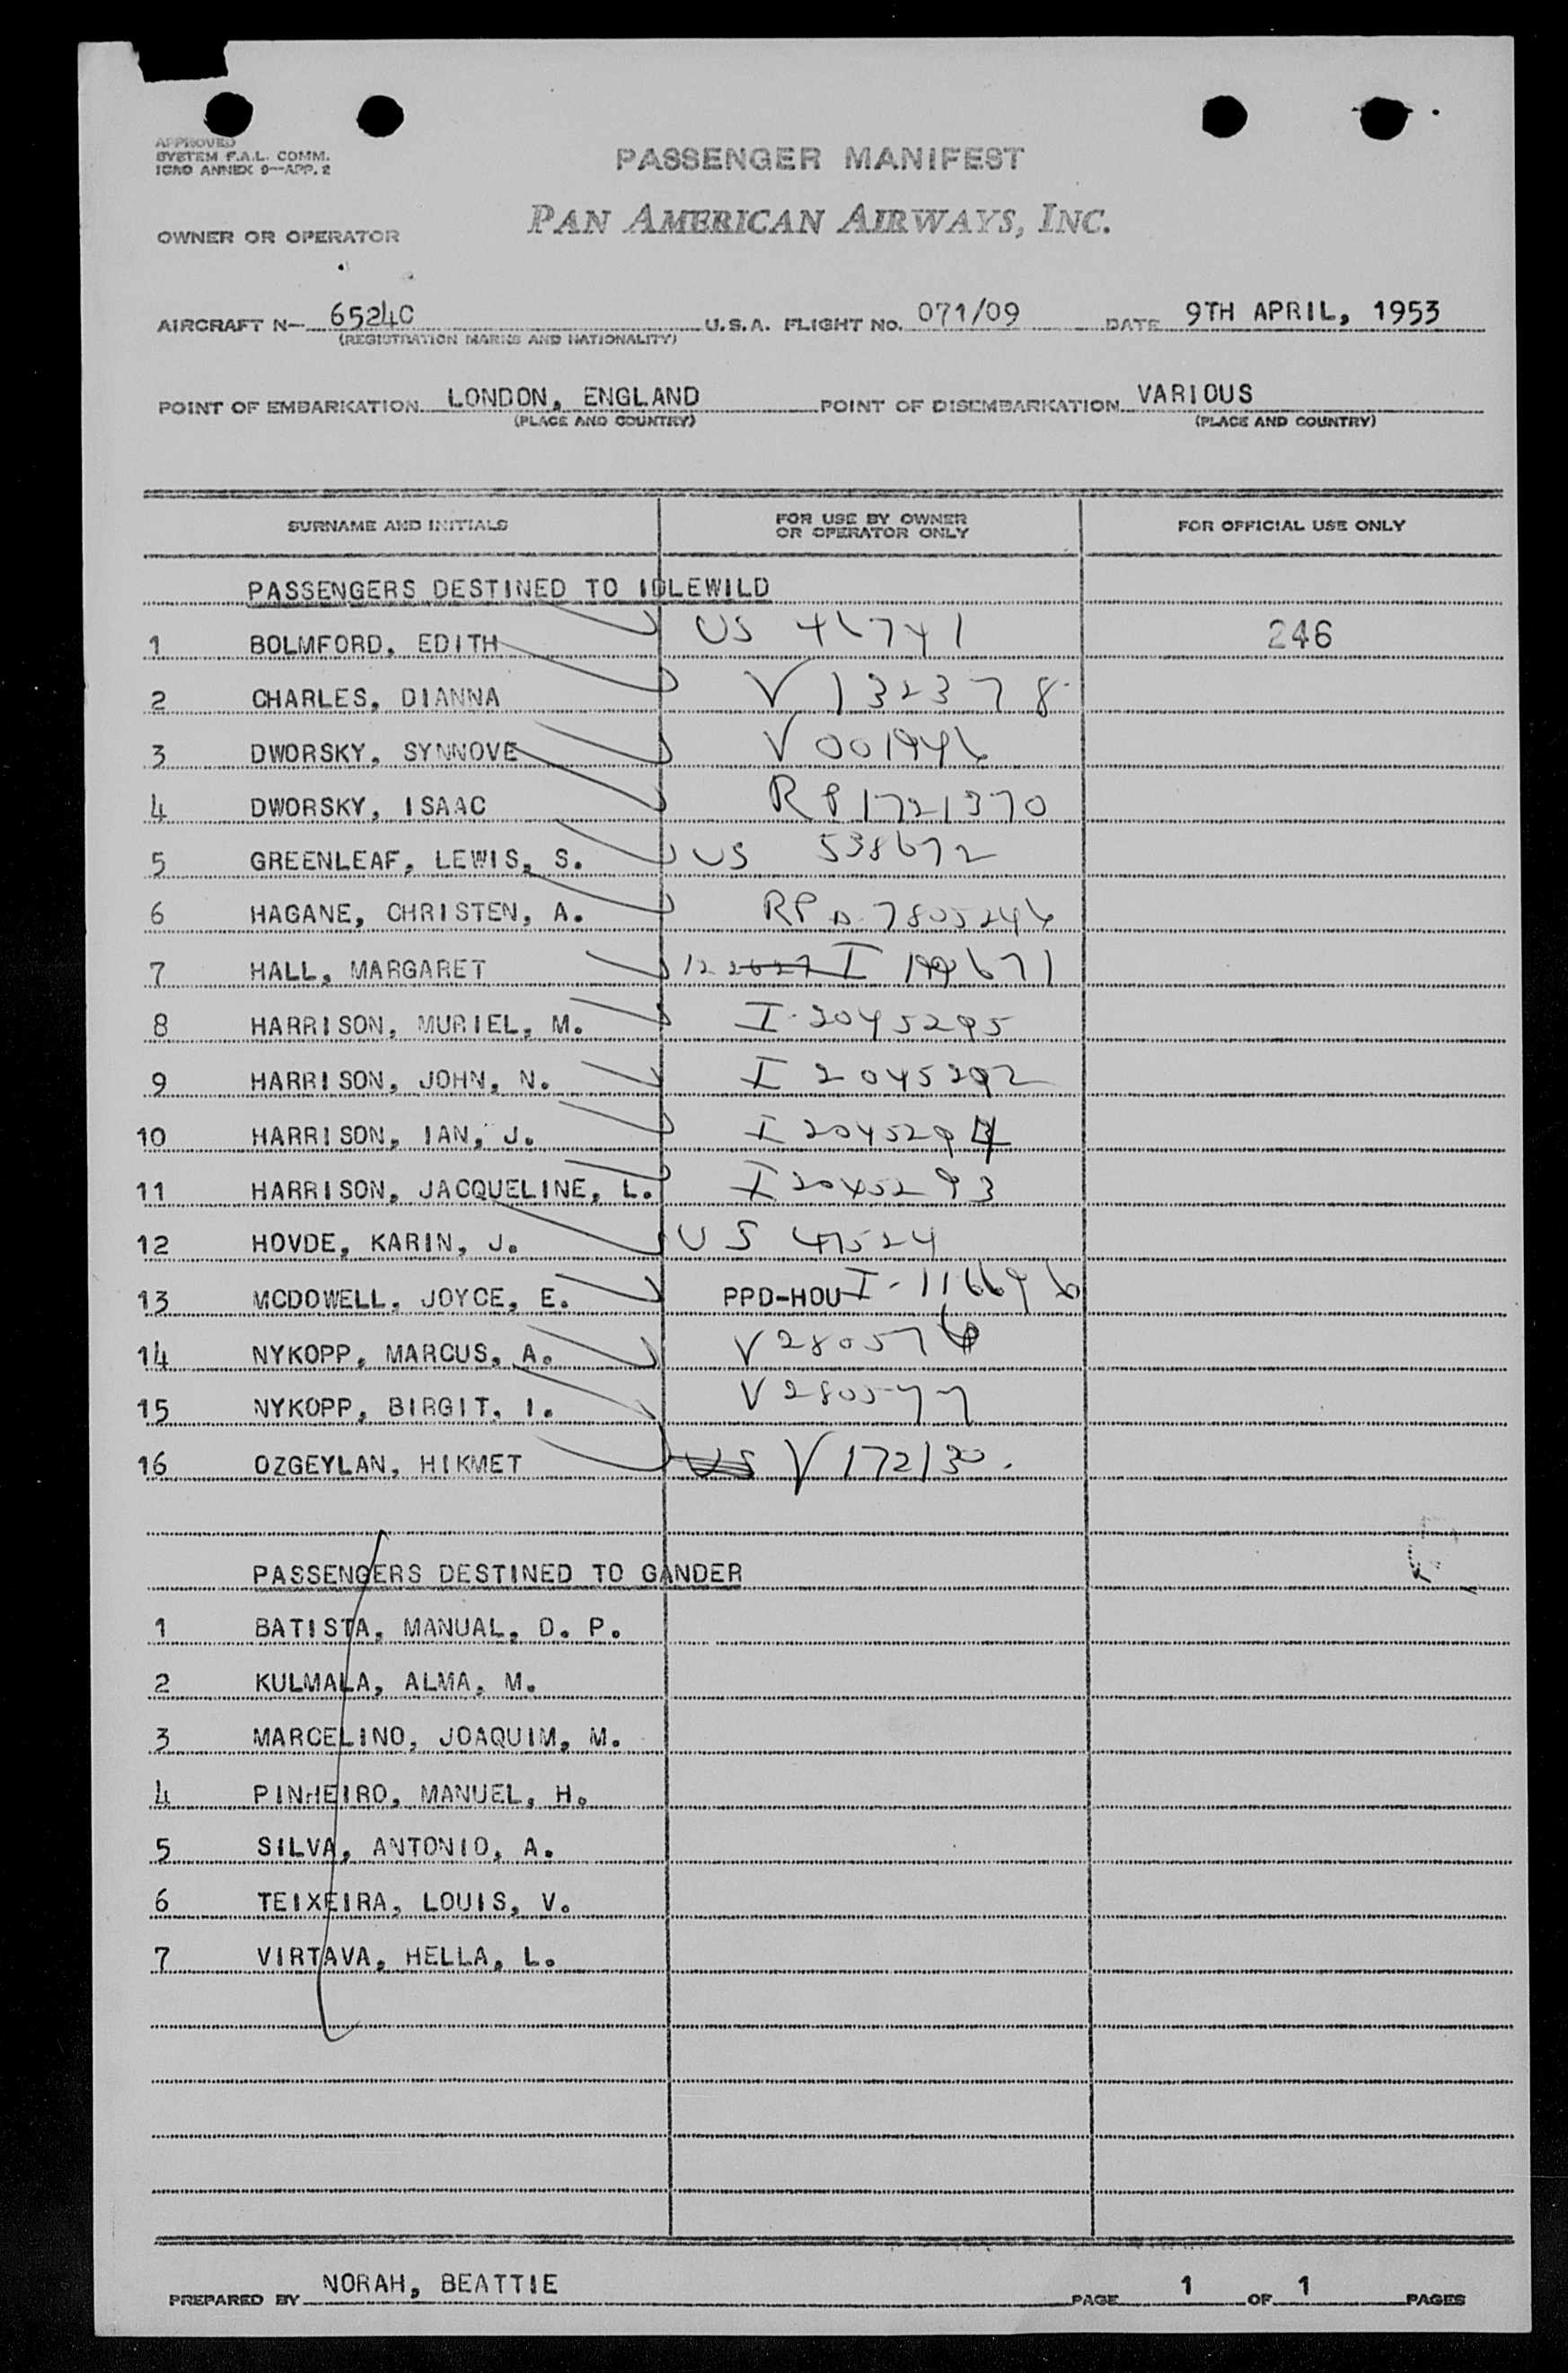 APPROVED
SYSTEM F.A.L. COMM.
ICAO ANNEX 9—APP. 2
PASSENGER MANIFEST
PAN AMERICAN AIRWAYS, INC.
OWNER OR OPERATOR
AIRCRAFT N— 6524C U.S.A. FLIGHT NO. 071/09 DATE 9TH APRIL, 1953
(REGISTRATION MARKS AND NATIONALITY)
POINT OF EMBARKATION LONDON, ENGLAND POINT OF DISEMBARKATION VARIOUS
(PLACE AND COUNTRY) (PLACE AND COUNTRY)
SURNAME AND INITIALS FOR USE BY OWNER OR OPERATOR ONLY FOR OFFICIAL USE ONLY
PASSENGERS DESTINED TO IDLEWILD
1 BOLMFORD, EDITH US 46741 246
2 CHARLES, DIANNA V 132378
3 DWORSKY, SYNNOVE V 001946
4 DWORSKY, ISAAC RP 1721370
5 GREENLEAF, LEWIS, S. US 538672
6 HAGANE, CHRISTEN, A. RP 7805246
7 HALL, MARGARET I 199671
8 HARRISON, MURIEL, M. I-2045295
9 HARRISON, JOHN, N. I 2045292
10 HARRISON, IAN, J. I 2045294
11 HARRISON, JACQUELINE, L. I 2045293
12 HOVDE, KARIN, J. US 47524
13 MCDOWELL, JOYCE, E. PPD-HOU I-116696
14 NYKOPP, MARCUS, A. V 280576
15 NYKOPP, BIRGIT, I. V 280577
16 OZGEYLAN, HIKMET US V 172130.
PASSENGERS DESTINED TO GANDER
1 BATISTA, MANUAL, D. P.
2 KULMALA, ALMA, M.
3 MARCELINO, JOAQUIM, M.
4 PINHEIRO, MANUEL, H.
5 SILVA, ANTONIO, A.
6 TEIXEIRA, LOUIS, V.
7 VIRTAVA, HELLA, L.
PREPARED BY NORAH, BEATTIE PAGE 1 OF 1 PAGES